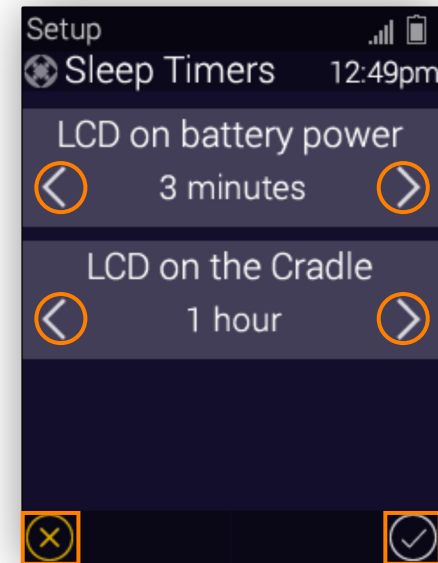 Setup
Sleep Timers 12:49pm
LCD on battery power
3 minutes
LCD on the Cradle
1 hour